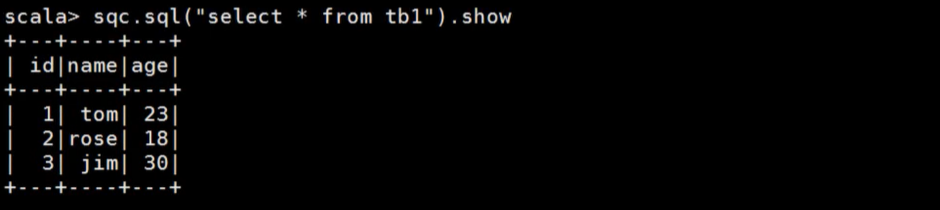 scala> sqc.sql("select * from tb1").show
+---+----+---+
| id|name|age|
+---+----+---+
|  1| tom| 23|
|  2|rose| 18|
|  3| jim| 30|
+---+----+---+